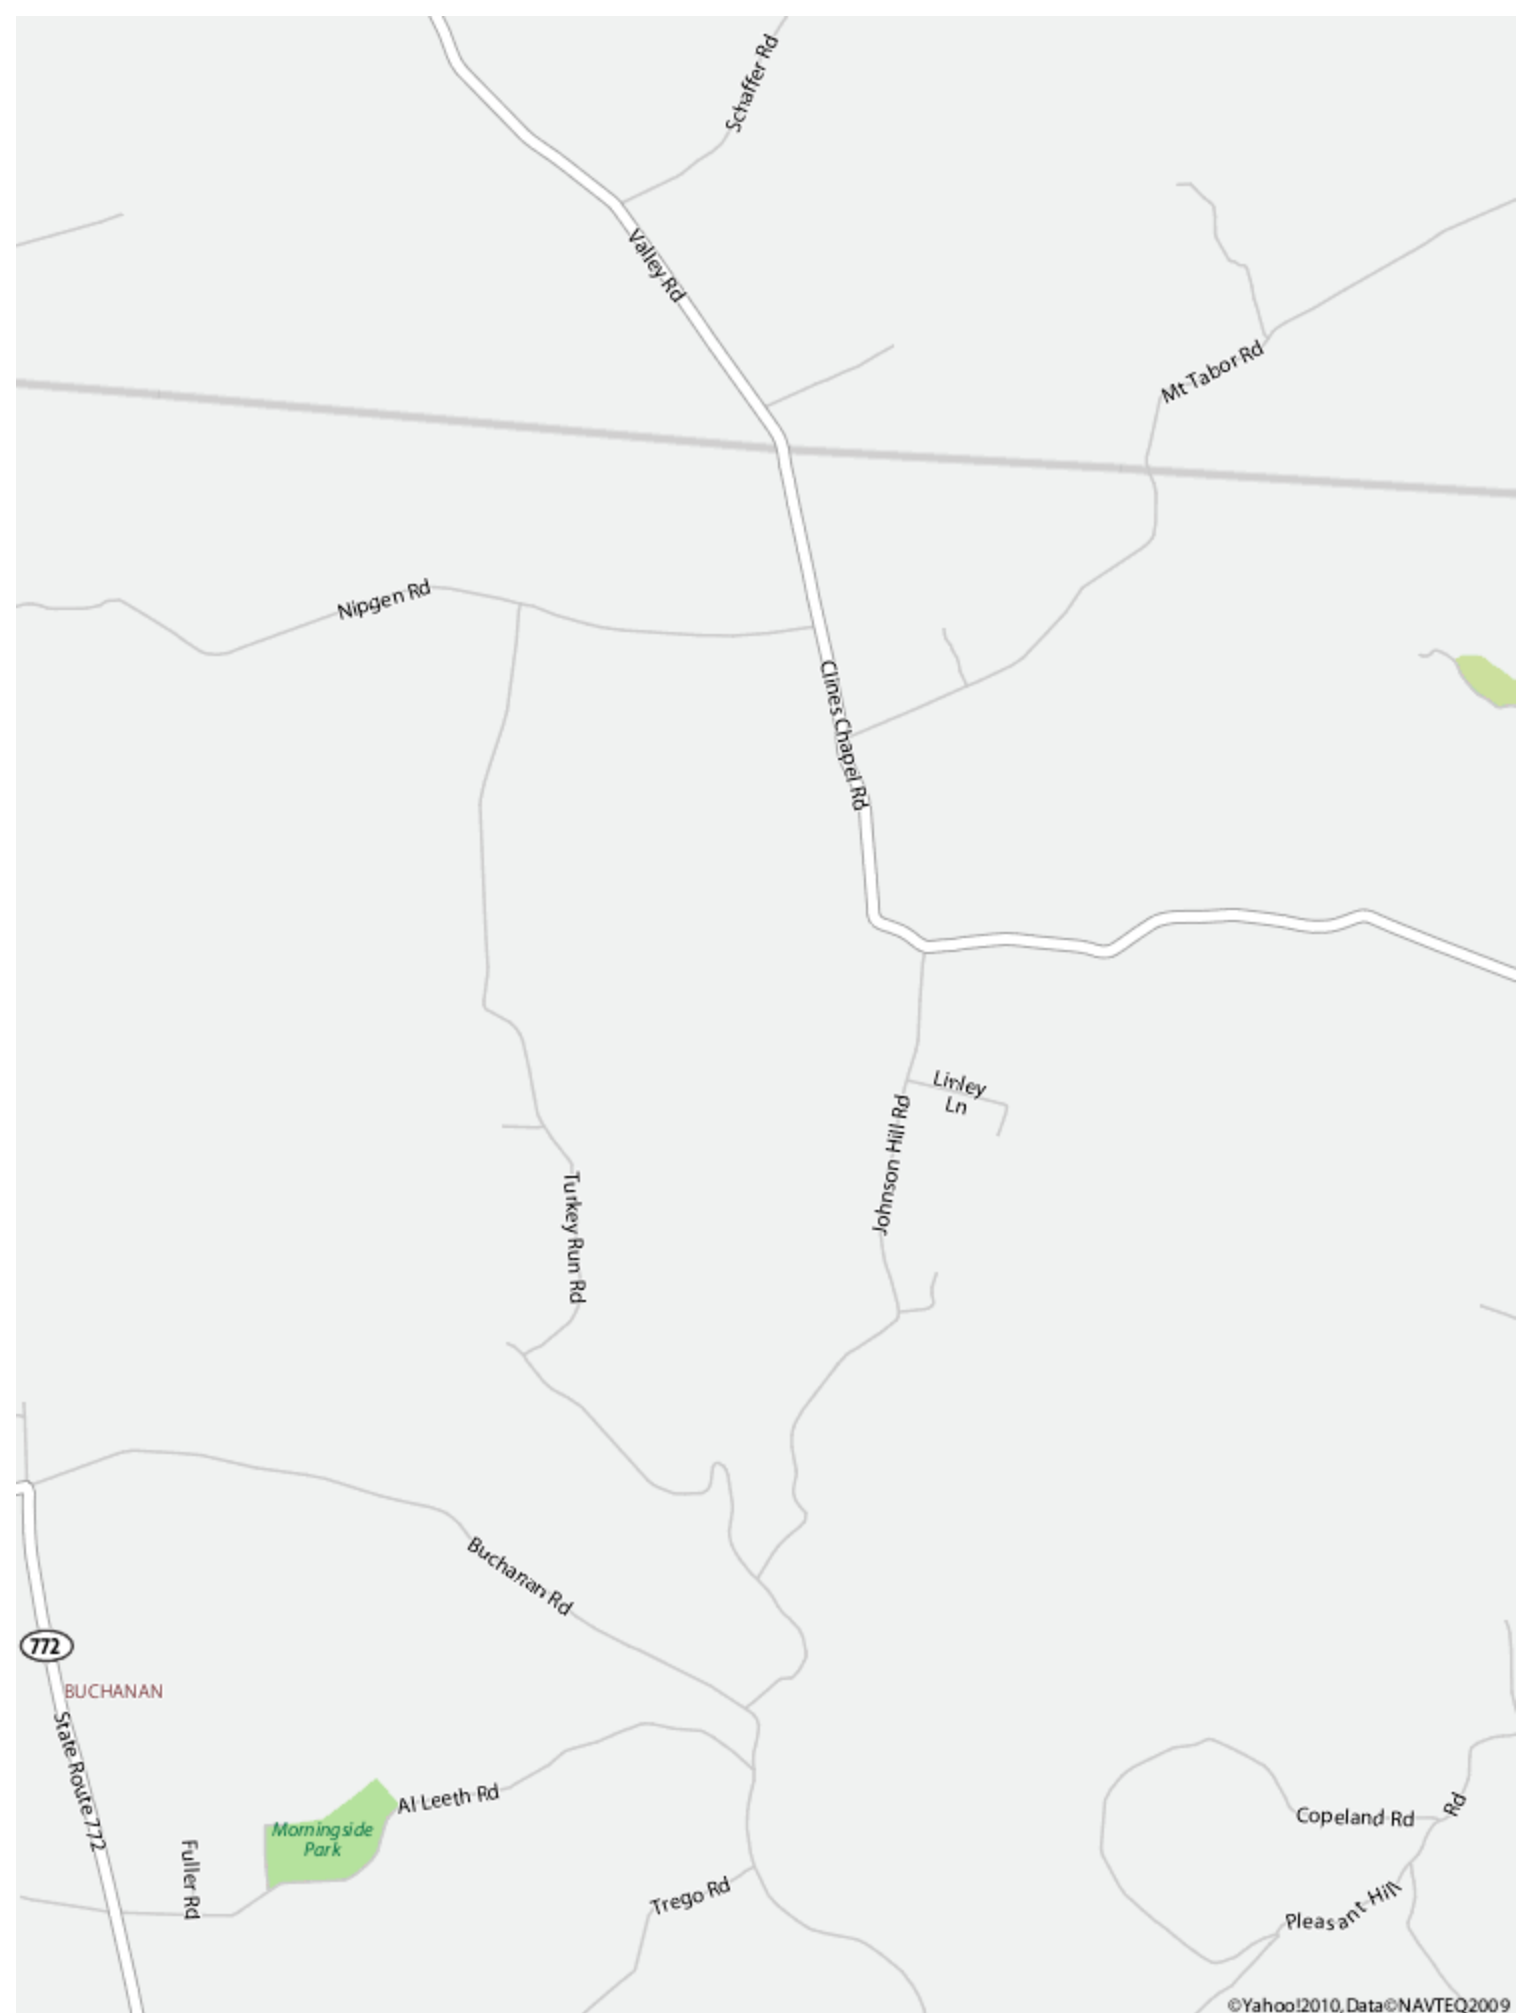 Schaffer Rd
Valley Rd
Mt Tabor Rd
Nipgen Rd
Clines Chapel Rd
Linley
Ln
Johnson Hill Rd
Turkey Run Rd
Buchanan Rd
772
BUCHANAN
State Route 772
Al Leeth Rd
Morningside
Park
Fuller Rd
Trego Rd
Copeland Rd
Pleasant Hill Rd
©Yahoo!2010, Data©NAVTEQ2009